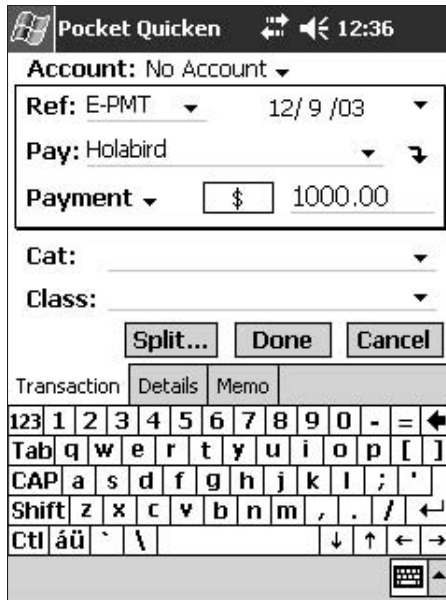 Pocket Quicken 12:36
Account: No Account
Ref: E-PMT 12/ 9 /03
Pay: Holabird
Payment $ 1000.00
Cat:
Class:
Split... Done Cancel
Transaction Details Memo
123 1 2 3 4 5 6 7 8 9 0 - =
Tab q w e r t y u i o p [ ]
CAP a s d f g h j k l ; '
Shift z x c v b n m , . /
Ctl áü ` \